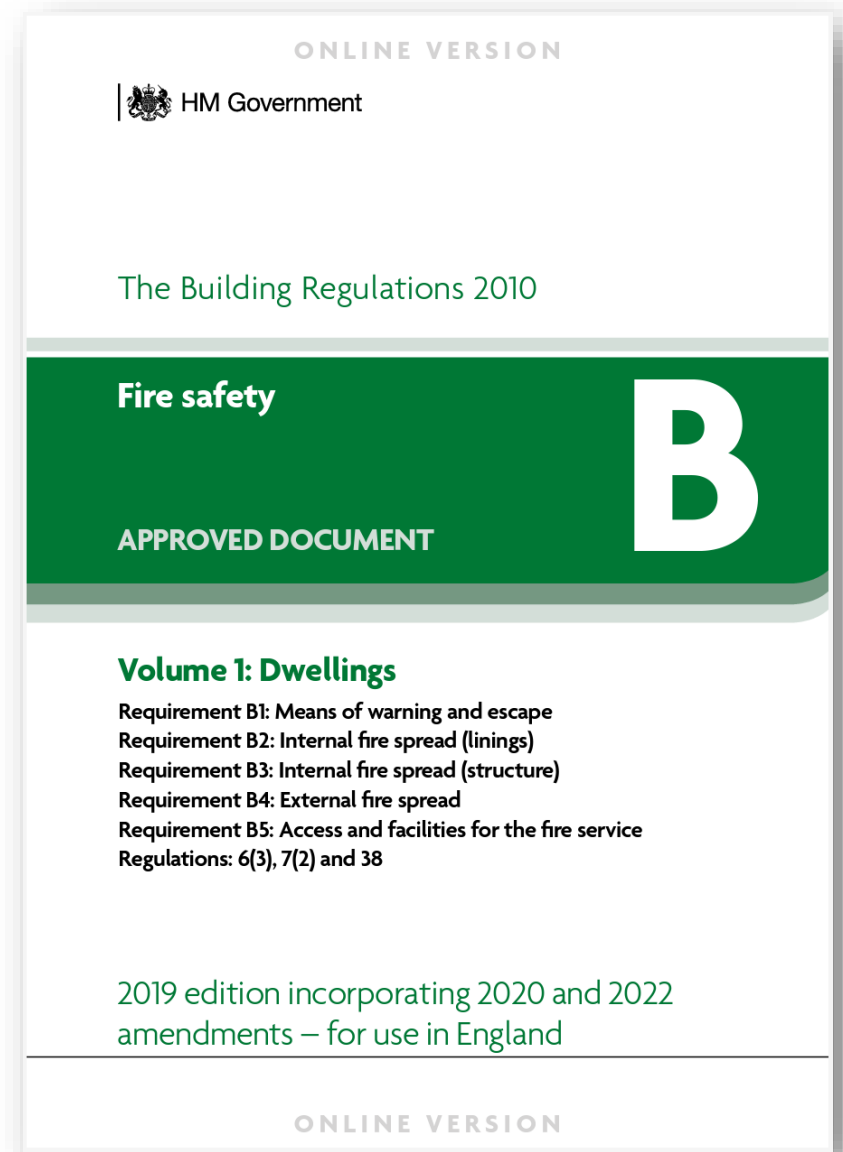 ONLINE VERSION
HM Government
The Building Regulations 2010
Fire safety
B
APPROVED DOCUMENT
Volume 1: Dwellings
Requirement B1: Means of warning and escape
Requirement B2: Internal fire spread (linings)
Requirement B3: Internal fire spread (structure)
Requirement B4: External fire spread
Requirement B5: Access and facilities for the fire service
Regulations: 6(3), 7(2) and 38
2019 edition incorporating 2020 and 2022
amendments – for use in England
ONLINE VERSION